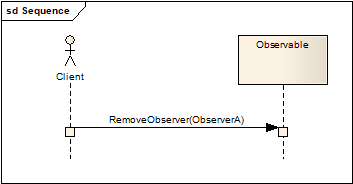 sd Sequence
Observable
Client
RemoveObserver(ObserverA)